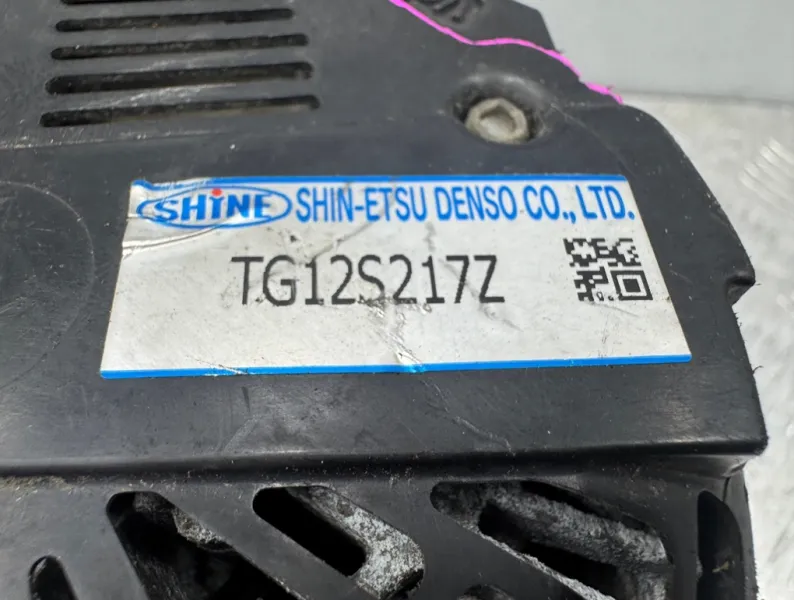 SHINE SHIN-ETSU DENSO CO., LTD.
TG12S217Z